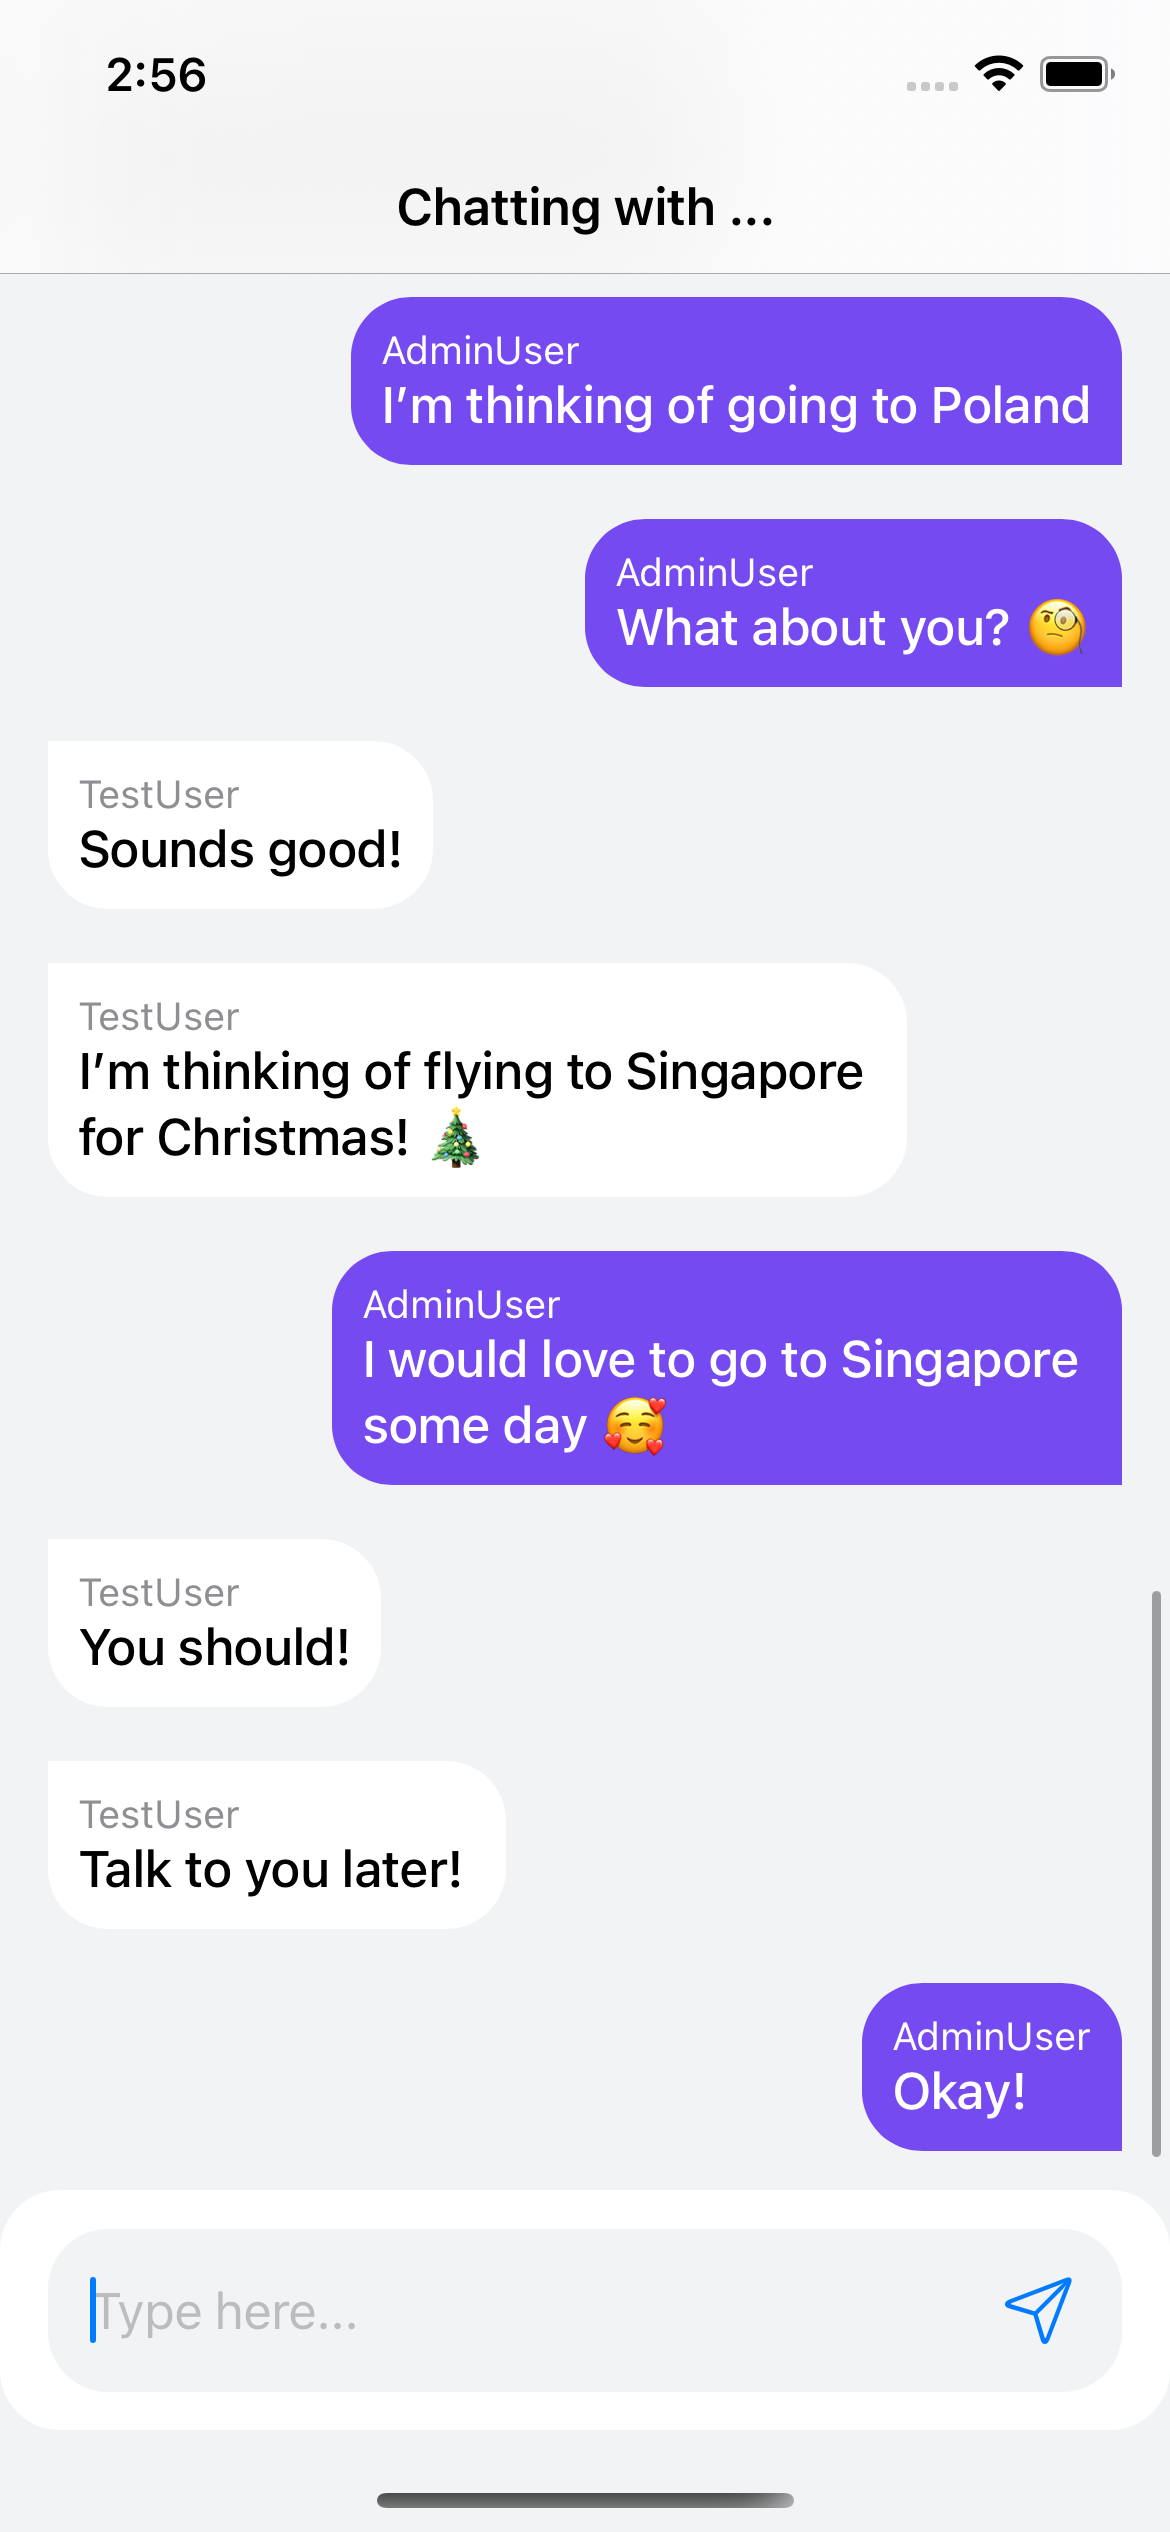 2:56
Chatting with ...
AdminUser
I’m thinking of going to Poland
AdminUser
What about you? 🧐
TestUser
Sounds good!
TestUser
I’m thinking of flying to Singapore
for Christmas! 🎄
AdminUser
I would love to go to Singapore
some day 🥰
TestUser
You should!
TestUser
Talk to you later!
AdminUser
Okay!
Type here...